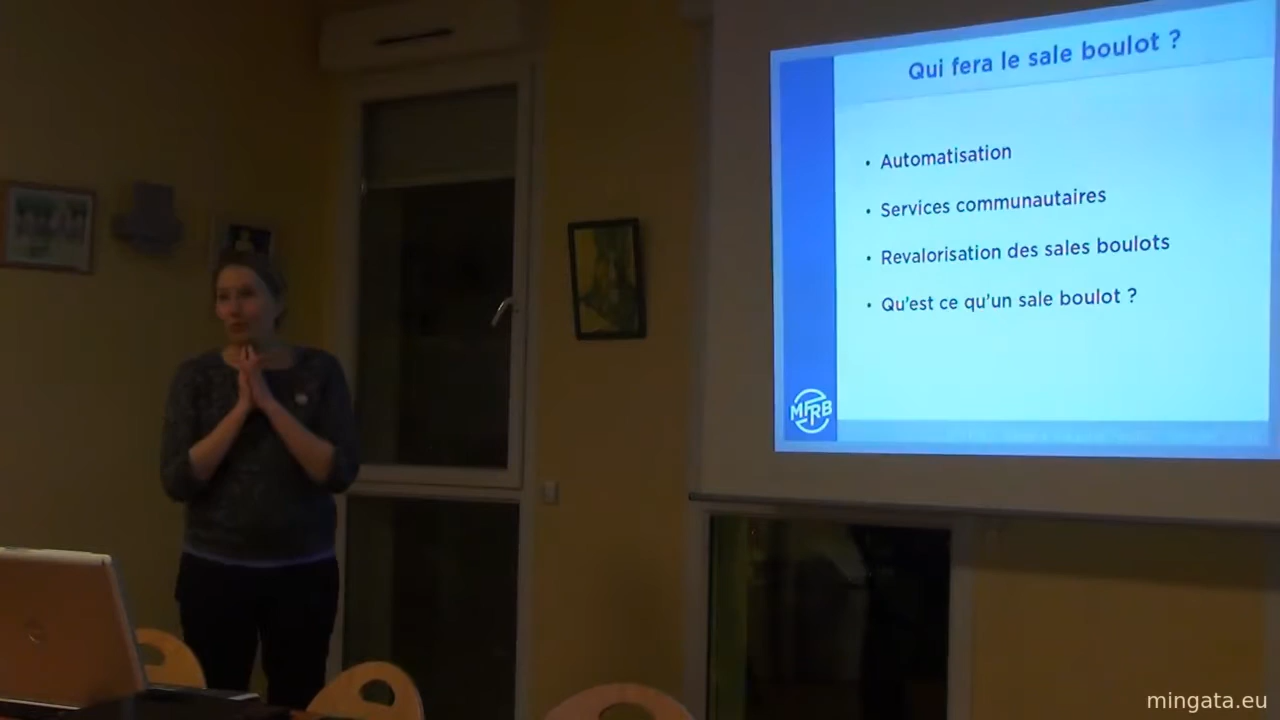 Qui fera le sale boulot ?
• Automatisation
• Services communautaires
• Revalorisation des sales boulots
• Qu'est ce qu'un sale boulot ?
MFRB
mingata.eu